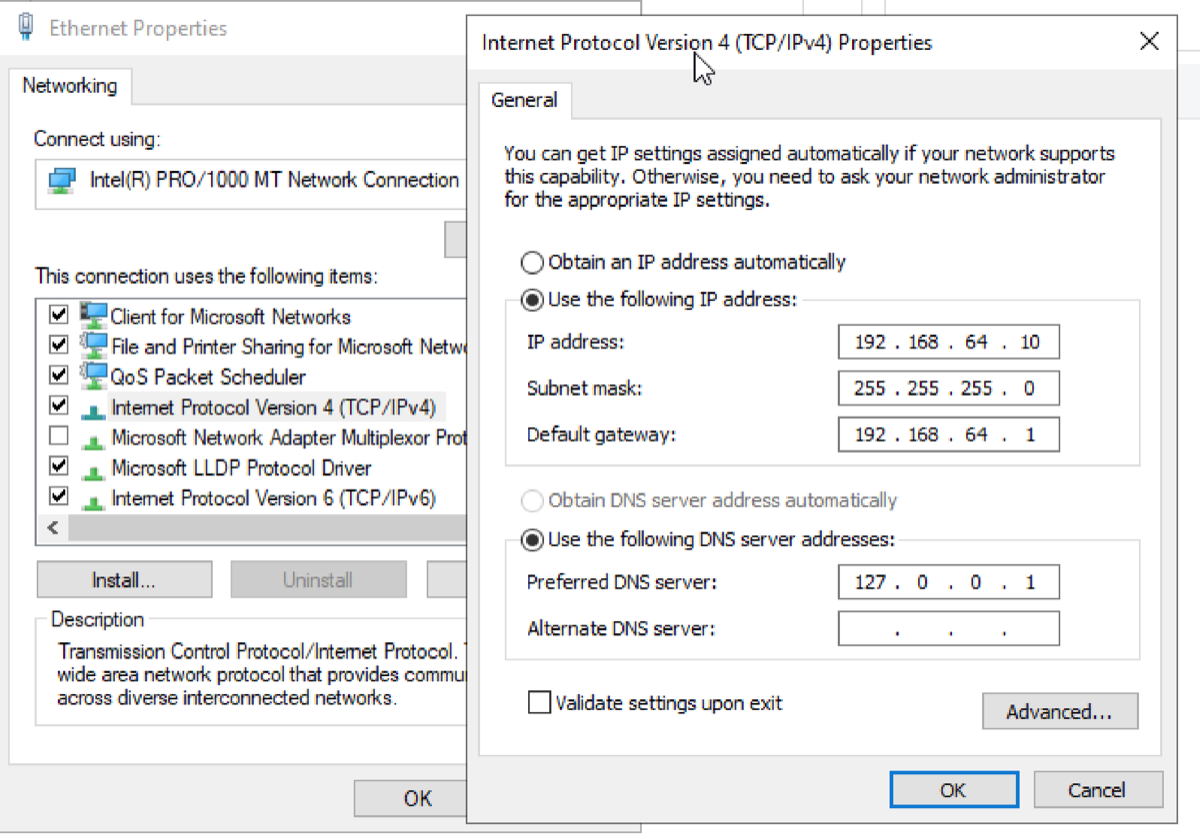 Ethernet Properties
Networking
Connect using:
Intel(R) PRO/1000 MT Network Connection
This connection uses the following items:
Client for Microsoft Networks
File and Printer Sharing for Microsoft
QoS Packet Scheduler
Internet Protocol Version 4 (TCP/IPv4)
Microsoft Network Adapter Multiplexor
Microsoft LLDP Protocol Driver
Internet Protocol Version 6 (TCP/IPv6)
Install...
Uninstall
Description
Transmission Control Protocol/Internet Protocol.
wide area network protocol that provides
across diverse interconnected networks.
OK
Internet Protocol Version 4 (TCP/IPv4) Properties
General
You can get IP settings assigned automatically if your network supports
this capability. Otherwise, you need to ask your network administrator
for the appropriate IP settings.
Obtain an IP address automatically
Use the following IP address:
IP address: 192 . 168 . 64 . 10
Subnet mask: 255 . 255 . 255 . 0
Default gateway: 192 . 168 . 64 . 1
Obtain DNS server address automatically
Use the following DNS server addresses:
Preferred DNS server: 127 . 0 . 0 . 1
Alternate DNS server: . . .
Validate settings upon exit
Advanced...
OK
Cancel